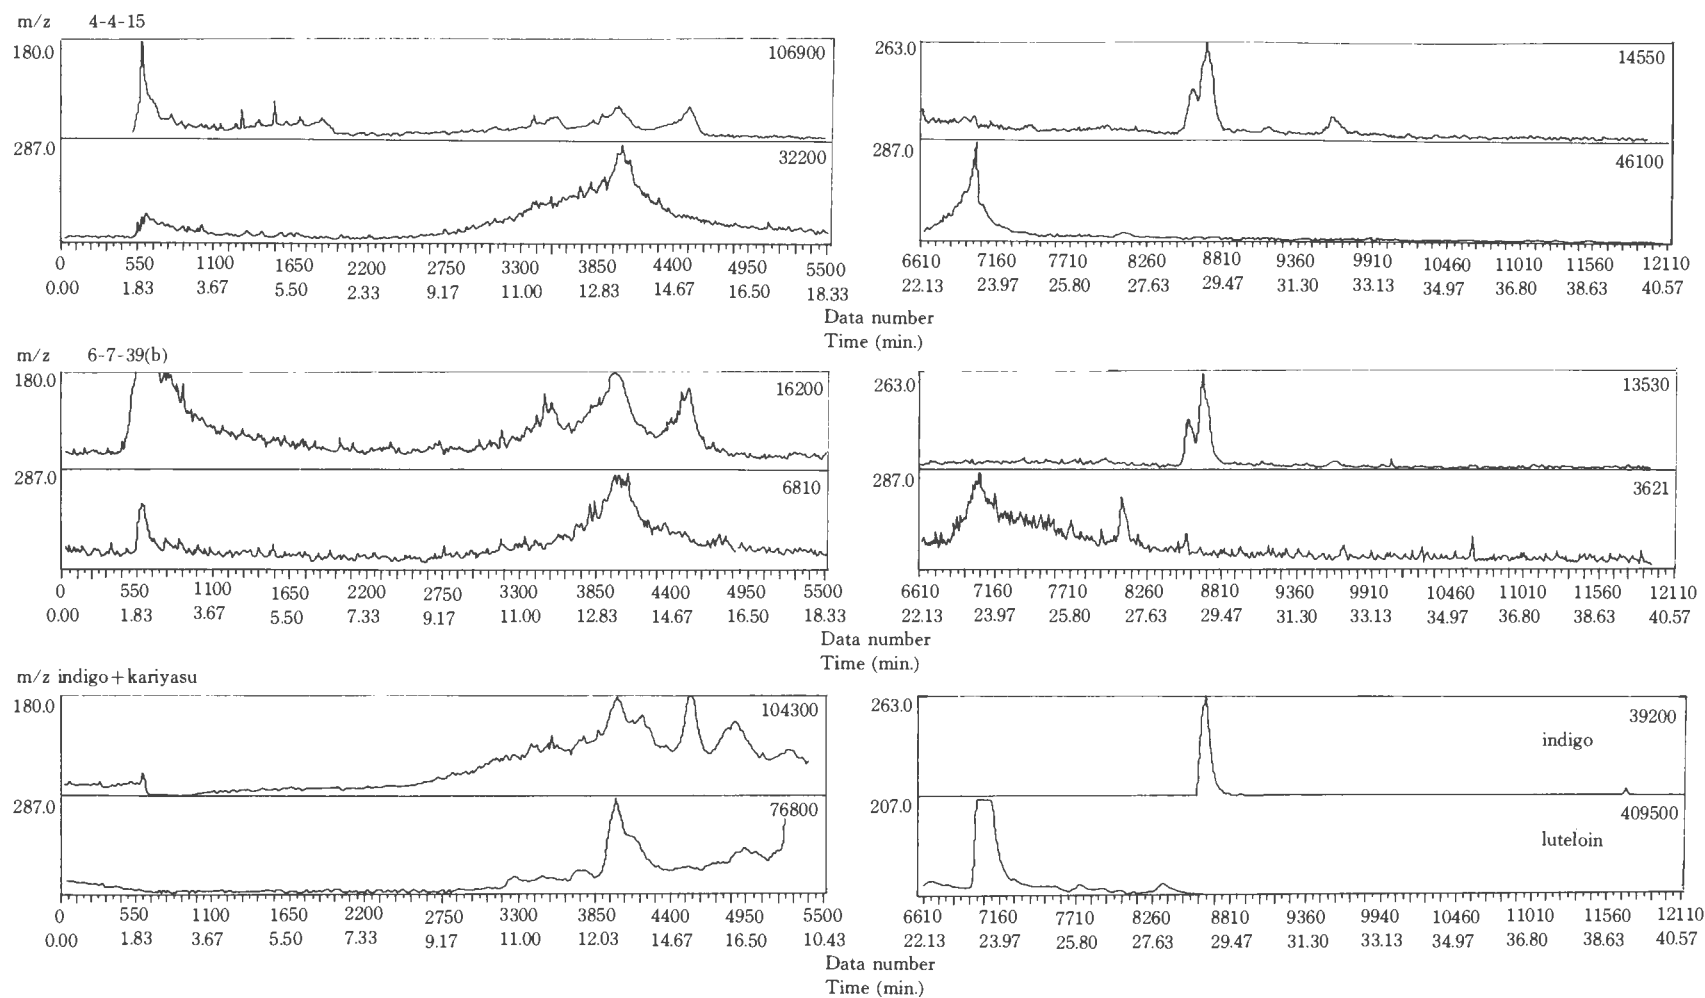 m/z 4-4-15
180.0 106900 263.0 14550
287.0 32200 287.0 46100
0 550 1100 1650 2200 2750 3300 3850 4400 4950 5500 6610 7160 7710 8260 8810 9360 9910 10460 11010 11560 12110
0.00 1.83 3.67 5.50 2.33 9.17 11.00 12.83 14.67 16.50 18.33 22.13 23.97 25.80 27.63 29.47 31.30 33.13 34.97 36.80 38.63 40.57
Data number
Time (min.)
m/z 6-7-39(b)
180.0 16200 263.0 13530
287.0 6810 287.0 3621
0 550 1100 1650 2200 2750 3300 3850 4400 4950 5500 6610 7160 7710 8260 8810 9360 9910 10460 11010 11560 12110
0.00 1.83 3.67 5.50 7.33 9.17 11.00 12.83 14.67 16.50 18.33 22.13 23.97 25.80 27.63 29.47 31.30 33.13 34.97 36.80 38.63 40.57
Data number
Time (min.)
m/z indigo+kariyasu
180.0 104300 263.0 39200
indigo
287.0 76800 207.0 409500
luteloin
0 550 1100 1650 2200 2750 3300 3850 4400 4950 5500 6610 7160 7710 8260 8810 9360 9940 10460 11010 11560 12110
0.00 1.83 3.67 5.50 7.33 9.17 11.00 12.03 14.67 16.50 10.43 22.13 23.97 25.80 27.63 29.47 31.30 33.13 34.97 36.80 38.63 40.57
Data number
Time (min.)